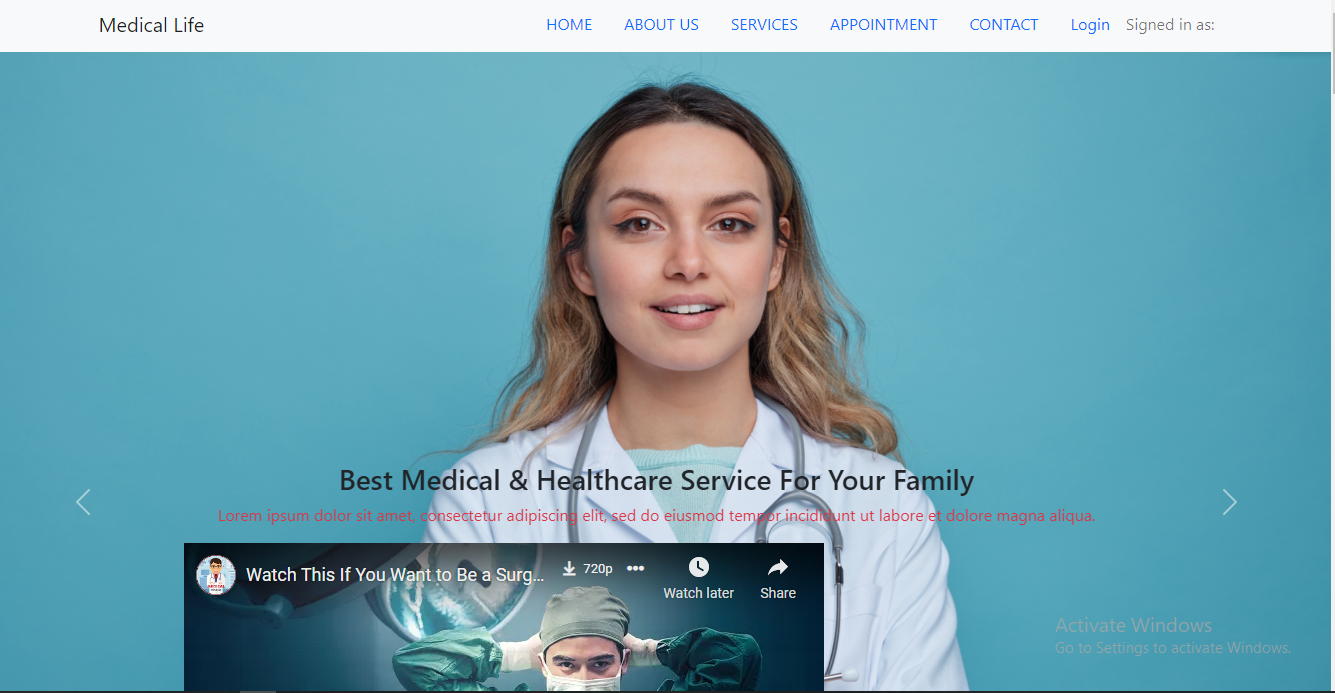 Medical Life HOME ABOUT US SERVICES APPOINTMENT CONTACT Login Signed in as:
Best Medical & Healthcare Service For Your Family
Lorem ipsum dolor sit amet, consectetur adipiscing elit, sed do eiusmod tempor incididunt ut labore et dolore magna aliqua.
Watch This If You Want to Be a Surg... 720p
Watch later Share
Activate Windows
Go to Settings to activate Windows.